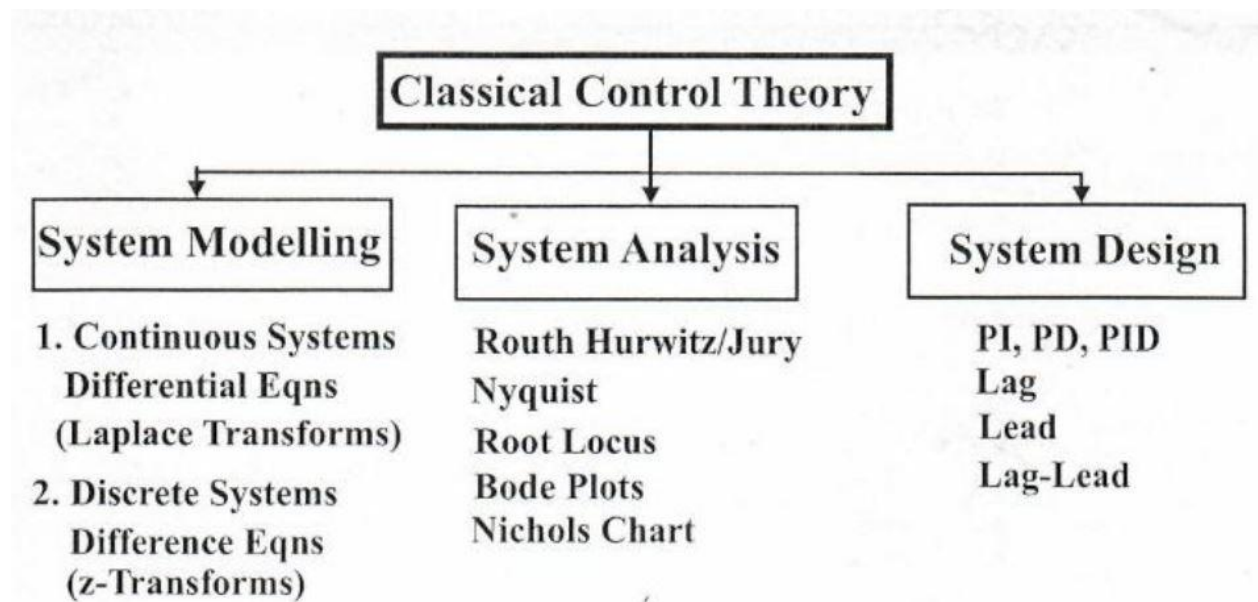 Classical Control Theory
System Modelling
1. Continuous Systems
Differential Eqns
(Laplace Transforms)
2. Discrete Systems
Difference Eqns
(z-Transforms)
System Analysis
Routh Hurwitz/Jury
Nyquist
Root Locus
Bode Plots
Nichols Chart
System Design
PI, PD, PID
Lag
Lead
Lag-Lead